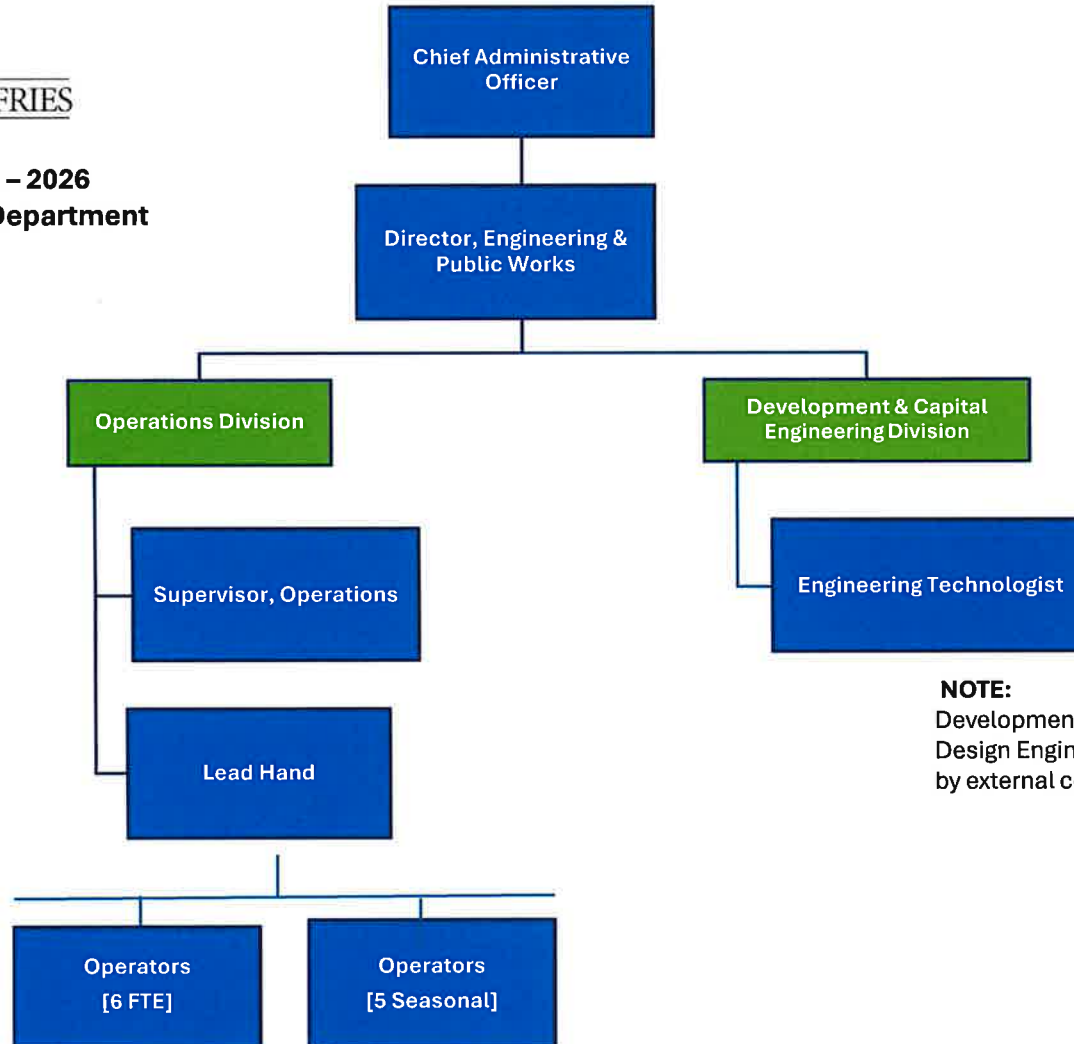 Chief Administrative
Officer
FRIES
– 2026
Department
Director, Engineering &
Public Works
Operations Division
Development & Capital
Engineering Division
Supervisor, Operations
Engineering Technologist
NOTE:
Developmen
Design Engin
by external c
Lead Hand
Operators
[6 FTE]
Operators
[5 Seasonal]